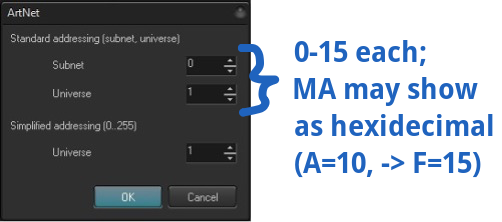 ArtNet
Standard addressing (subnet, universe)
Subnet 0
Universe 1
Simplified addressing (0..255)
Universe 1
OK Cancel
0-15 each;
MA may show
as hexidecimal
(A=10, -> F=15)